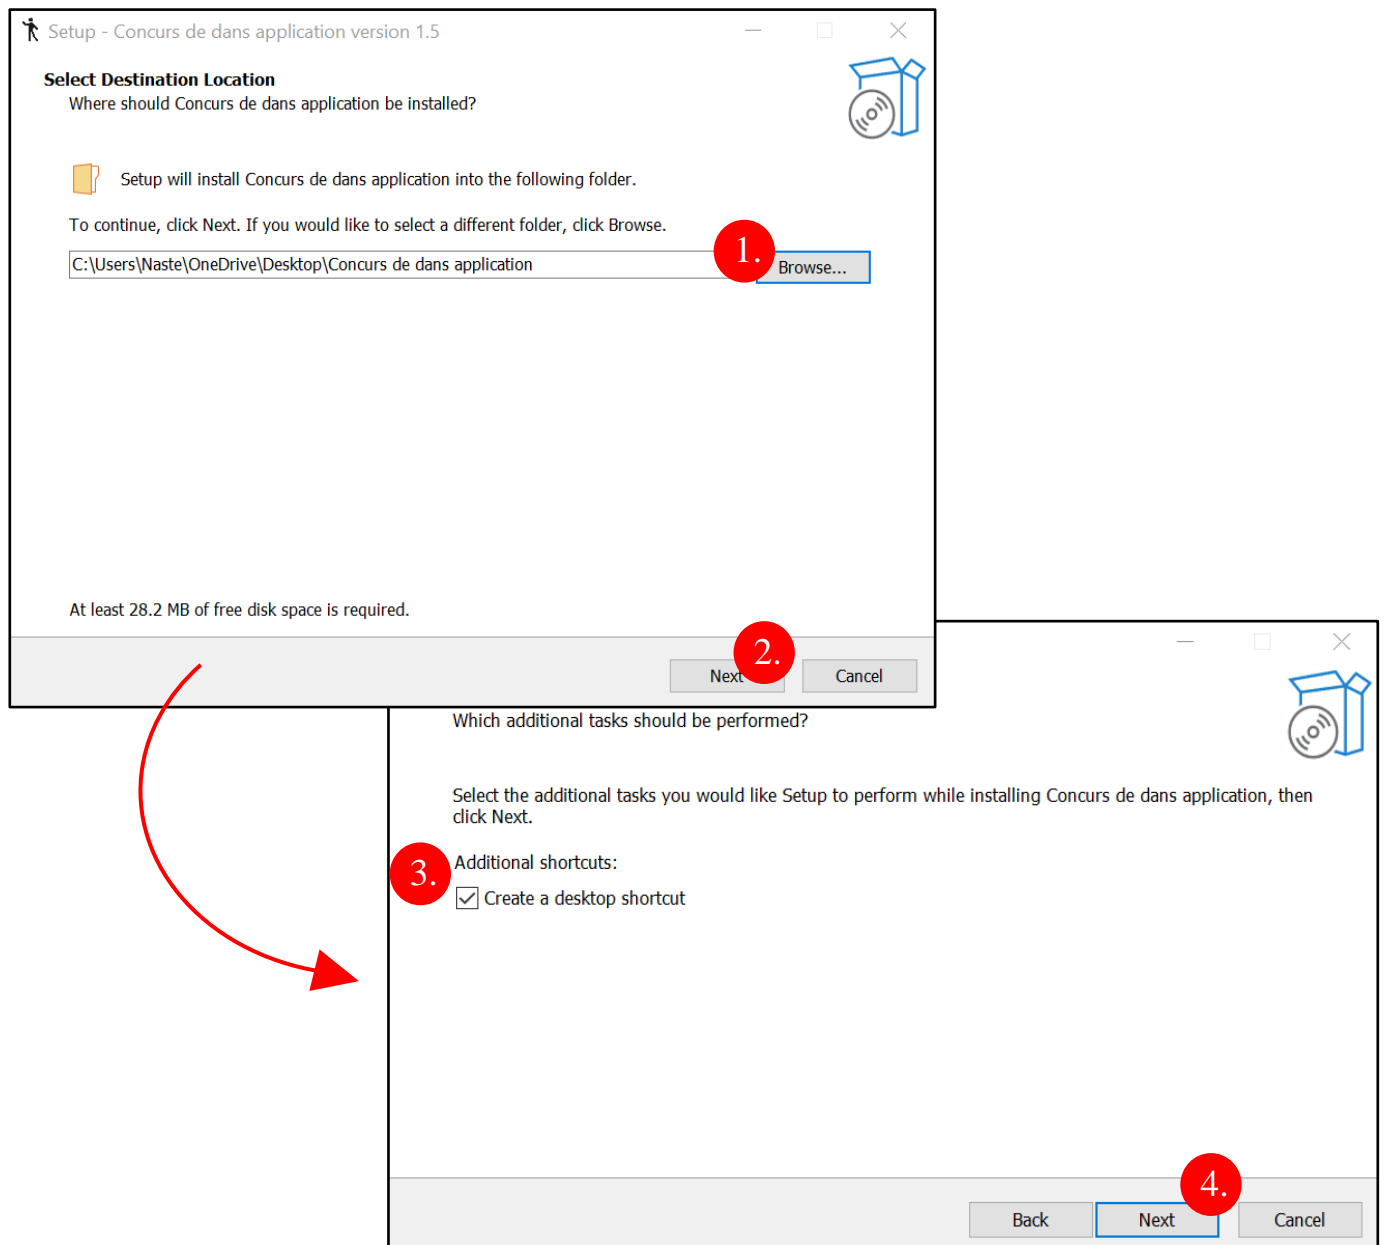 Setup - Concurs de dans application version 1.5
Select Destination Location
Where should Concurs de dans application be installed?
Setup will install Concurs de dans application into the following folder.
To continue, click Next. If you would like to select a different folder, click Browse.
1.
C:\Users\Naste\OneDrive\Desktop\Concurs de dans application
Browse...
At least 28.2 MB of free disk space is required.
2.
Next
Cancel
Which additional tasks should be performed?
Select the additional tasks you would like Setup to perform while installing Concurs de dans application, then
click Next.
3.
Additional shortcuts:
Create a desktop shortcut
4.
Back
Next
Cancel